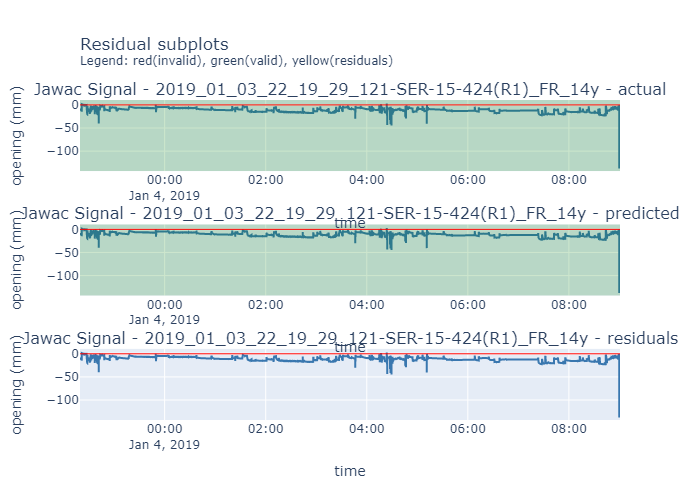 Residual subplots
Legend: red(invalid), green(valid), yellow(residuals)
Jawac Signal - 2019_01_03_22_19_29_121-SER-15-424(R1)_FR_14y - actual
opening (mm)
0
−50
−100
00:00
02:00
04:00
06:00
08:00
Jan 4, 2019
time
Jawac Signal - 2019_01_03_22_19_29_121-SER-15-424(R1)_FR_14y - predicted
opening (mm)
0
−50
−100
00:00
02:00
04:00
06:00
08:00
Jan 4, 2019
time
Jawac Signal - 2019_01_03_22_19_29_121-SER-15-424(R1)_FR_14y - residuals
opening (mm)
0
−50
−100
00:00
02:00
04:00
06:00
08:00
Jan 4, 2019
time